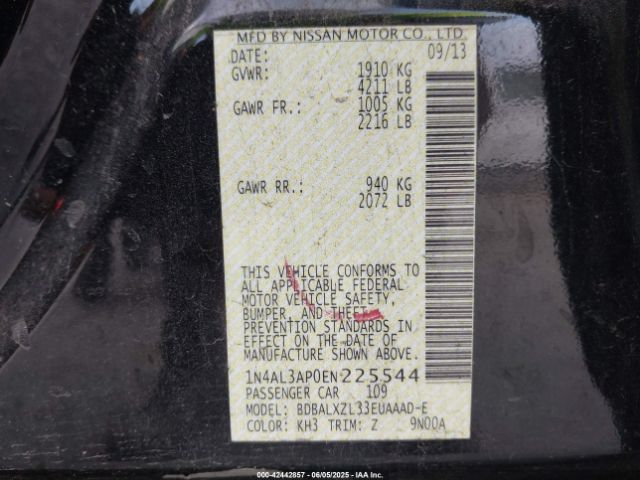 MFD BY NISSAN MOTOR CO., LTD.
DATE: 09/13
GVWR: 1910 KG
4211 LB
GAWR FR.: 1005 KG
2216 LB
GAWR RR.: 940 KG
2072 LB
THIS VEHICLE CONFORMS TO
ALL APPLICABLE FEDERAL
MOTOR VEHICLE SAFETY,
BUMPER, AND THEFT
PREVENTION STANDARDS IN
EFFECT ON THE DATE OF
MANUFACTURE SHOWN ABOVE.
1N4AL3AP0EN225544
PASSENGER CAR 109
MODEL: BDBALXZL33EUAAAD-E
COLOR: KH3 TRIM: Z 9N00A
000-42442857 - 06/05/2025 - IAAI.COM